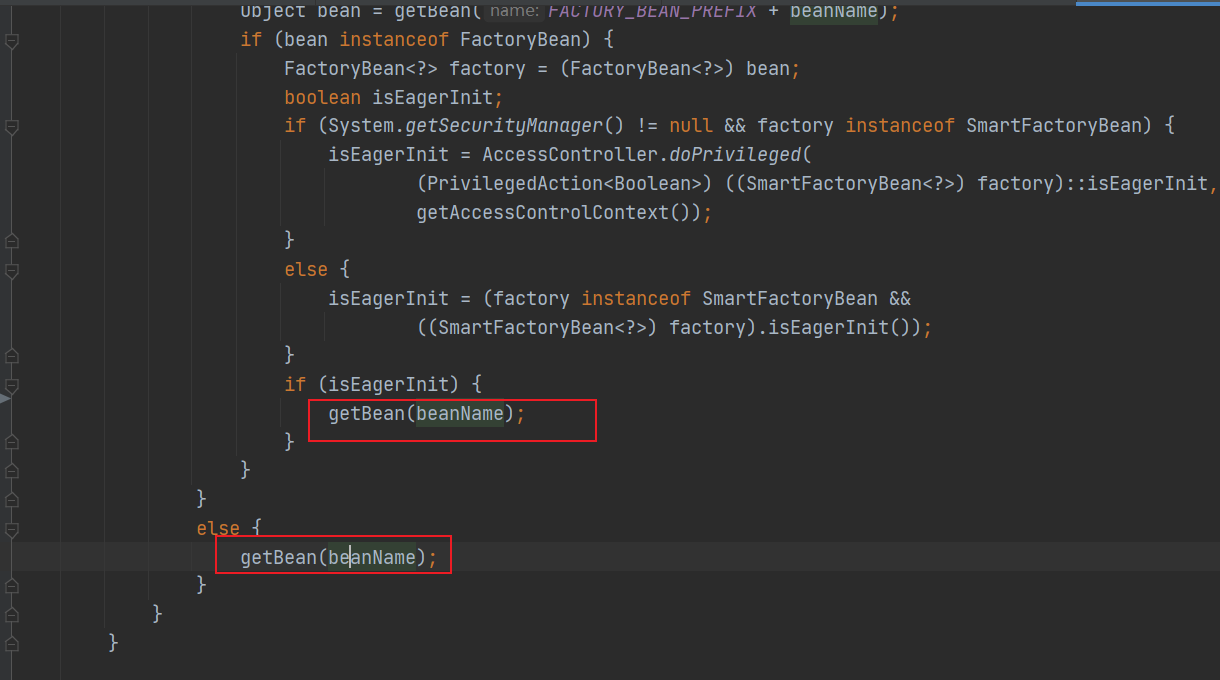 Object bean = getBean( name: FACTORY_BEAN_PREFIX + beanName);
if (bean instanceof FactoryBean) {
FactoryBean<?> factory = (FactoryBean<?>) bean;
boolean isEagerInit;
if (System.getSecurityManager() != null && factory instanceof SmartFactoryBean) {
isEagerInit = AccessController.doPrivileged(
(PrivilegedAction<Boolean>) ((SmartFactoryBean<?>) factory)::isEagerInit,
getAccessControlContext());
}
else {
isEagerInit = (factory instanceof SmartFactoryBean &&
((SmartFactoryBean<?>) factory).isEagerInit());
}
if (isEagerInit) {
getBean(beanName);
}
}
}
else {
getBean(beanName);
}
}
}